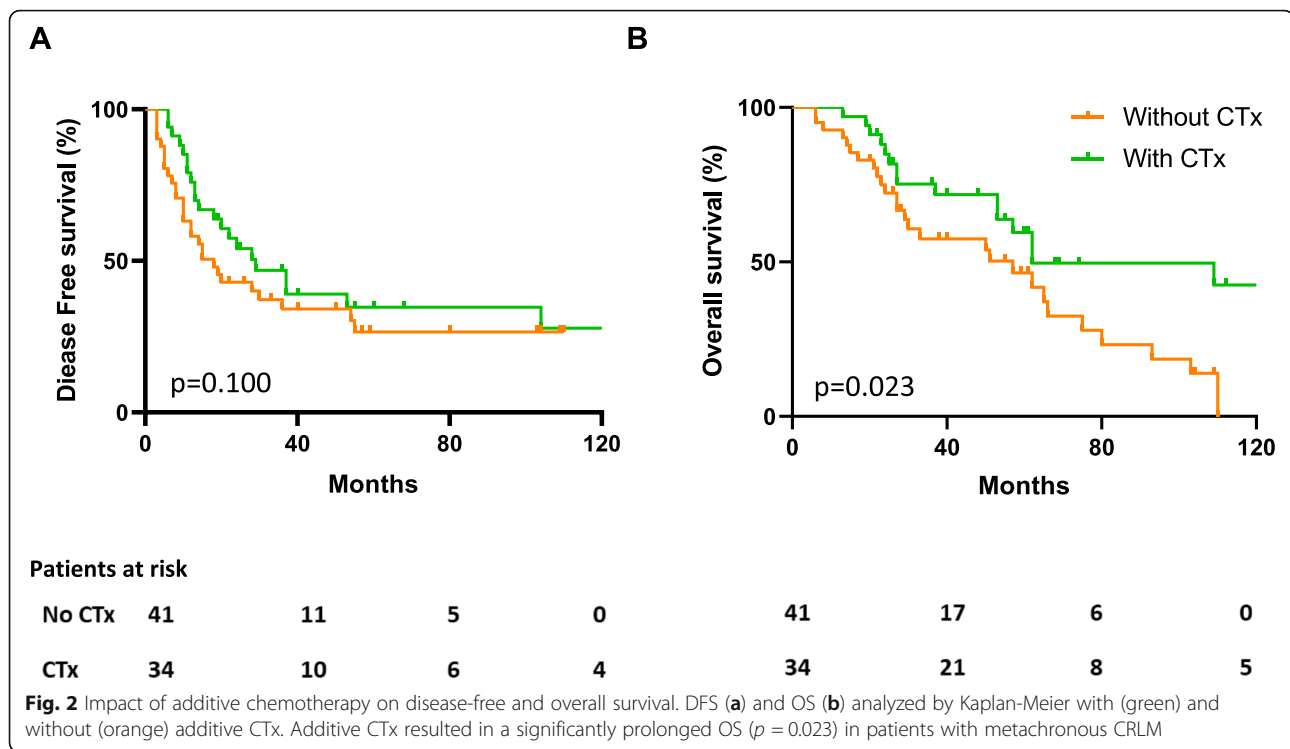 A
B
Diease Free survival (%)
100
50
0
p=0.100
0 40 80 120
Months
Overall survival (%)
100
50
0
Without CTx
With CTx
p=0.023
0 40 80 120
Months
Patients at risk
No CTx 41 11 5 0 41 17 6 0
CTx 34 10 6 4 34 21 8 5
Fig. 2 Impact of additive chemotherapy on disease-free and overall survival. DFS (a) and OS (b) analyzed by Kaplan-Meier with (green) and
without (orange) additive CTx. Additive CTx resulted in a significantly prolonged OS (p = 0.023) in patients with metachronous CRLM